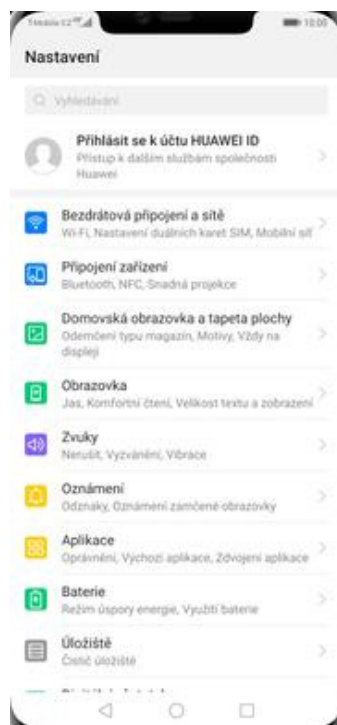 10:00
Nastavení
Vyhledávání
Přihlásit se k účtu HUAWEI ID
Přístup k dalším službám společnosti
Huawei
Bezdrátová připojení a sítě
Wi-Fi, Nastavení duálních karet SIM, Mobilní síť
Připojení zařízení
Bluetooth, NFC, Snadná projekce
Domovská obrazovka a tapeta plochy
Odemčení typu magazín, Motivy, Vždy na
displeji
Obrazovka
Jas, Komfortní čtení, Velikost textu a zobrazení
Zvuky
Nerušit, Vyzvánění, Vibrace
Oznámení
Odznaky, Oznámení zamčené obrazovky
Aplikace
Oprávnění, Výchozí aplikace, Zdvojení aplikace
Baterie
Režim úspory energie, Využití baterie
Úložiště
Čistič úložiště